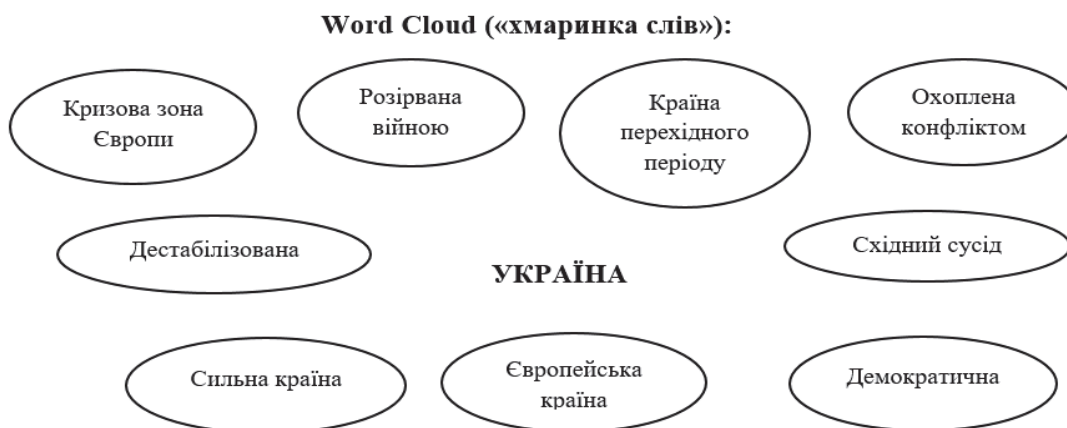 Word Cloud («хмаринка слів»):
Кризова зона
Європи
Розірвана
війною
Країна
перехідного
періоду
Охоплена
конфліктом
Дестабілізована
Східний сусід
УКРАЇНА
Сильна країна
Європейська
країна
Демократична